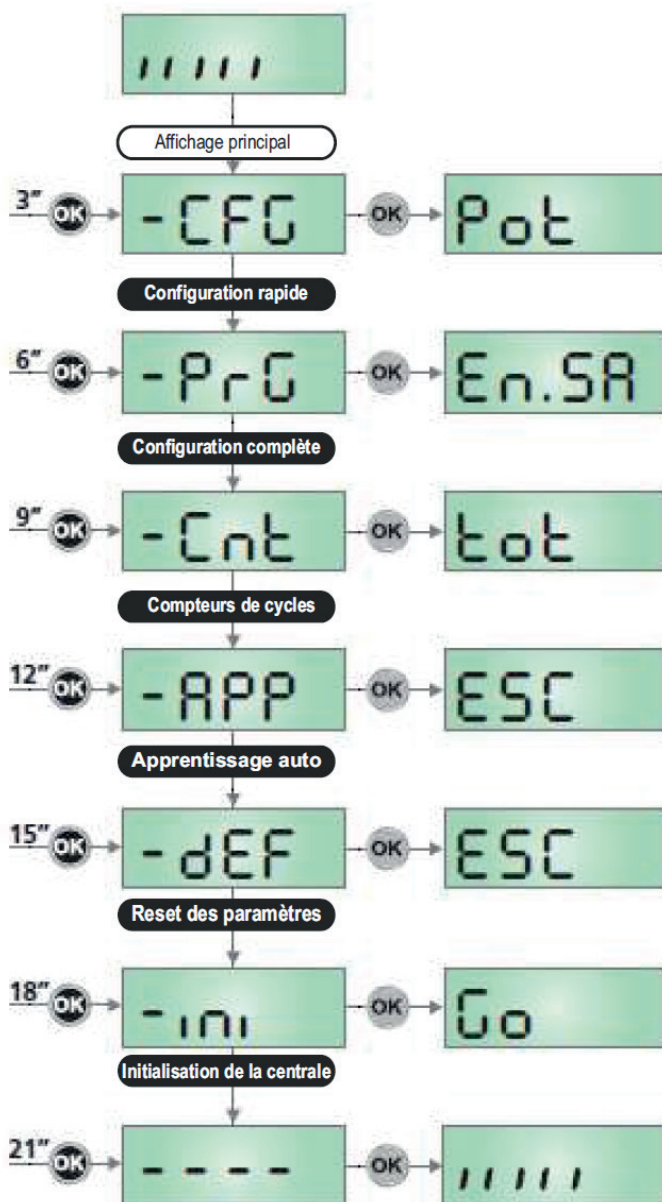 IIIII
Affichage principal
3" OK -CFG OK Pot
Configuration rapide
6" OK -PrG OK En.SA
Configuration complète
9" OK -Cnt OK tot
Compteurs de cycles
12" OK -APP OK ESC
Apprentissage auto
15" OK -dEF OK ESC
Reset des paramètres
18" OK -ini OK Go
Initialisation de la centrale
21" OK ---- OK IIIII